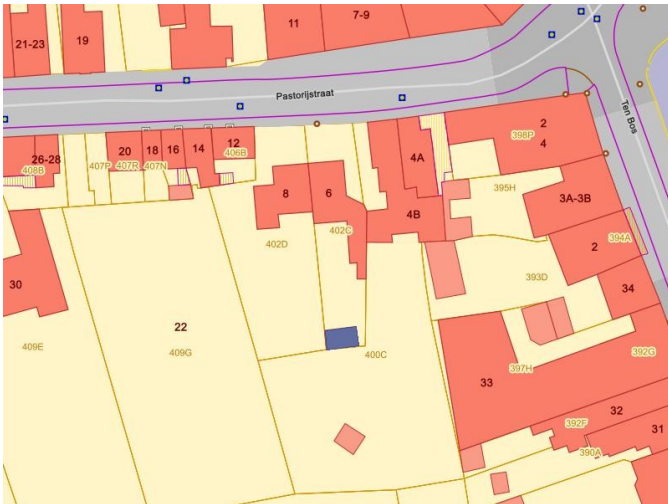 7-9
11
21-23
19
Pastorijstraat
Ten Bos
2
4
398P
4A
12
406B
14
16
18
20
407R
407N
407P
26-28
408B
395H
3A-3B
8
6
4B
402C
402D
2
394A
393D
34
30
22
409E
409G
400C
392G
397H
33
32
392F
31
390A